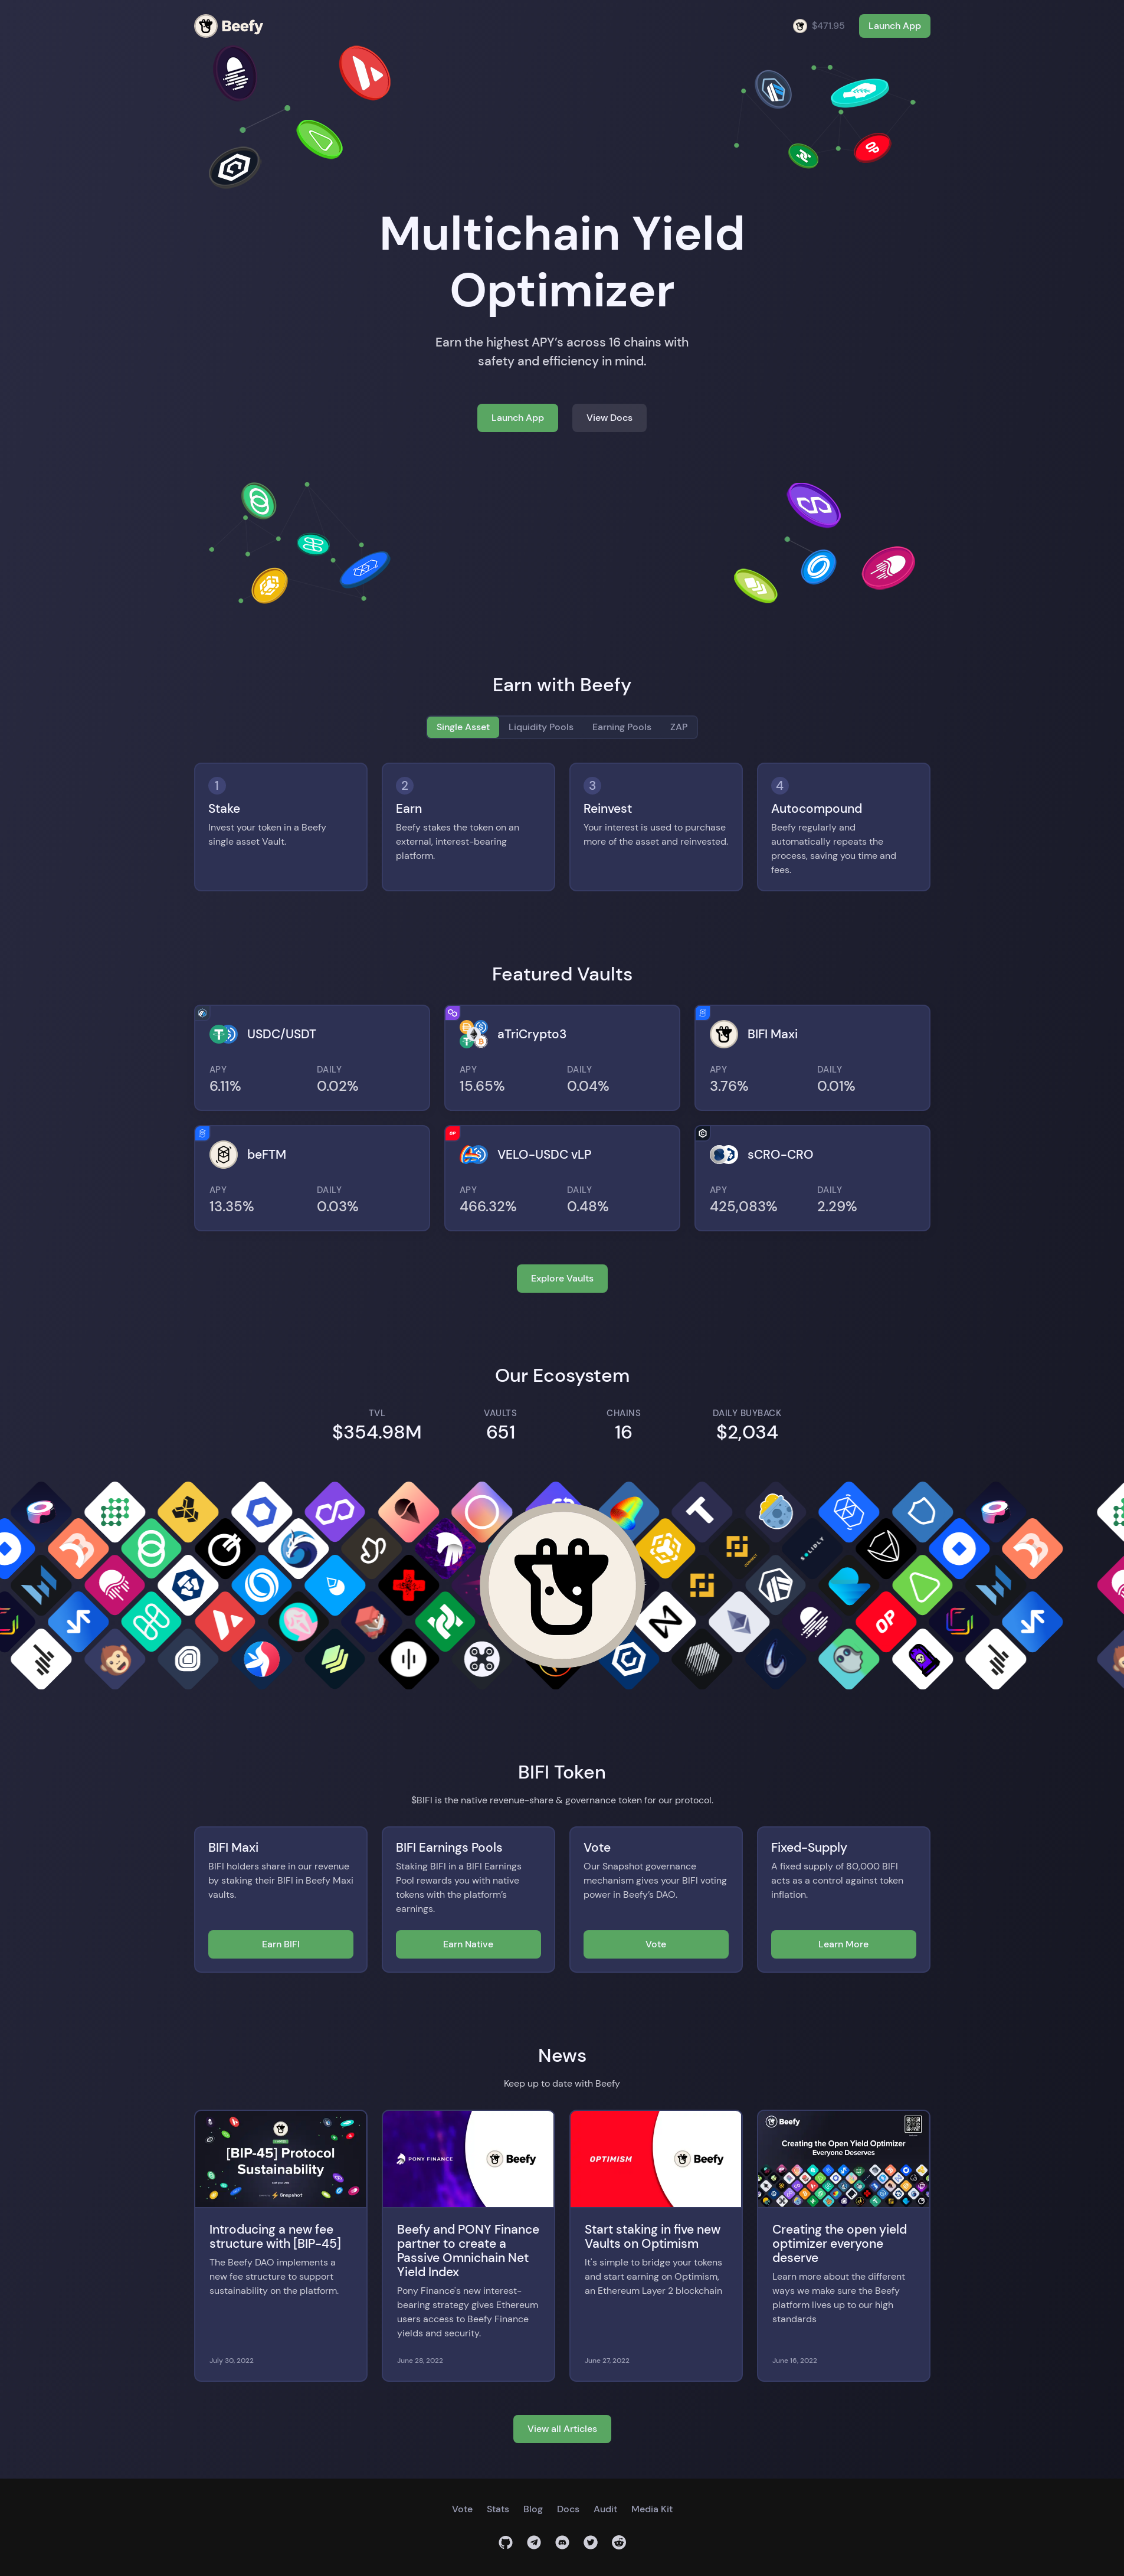 Beefy
$471.95
Launch App
Multichain Yield
Optimizer
Earn the highest APY's across 16 chains with
safety and efficiency in mind.
Launch App
View Docs
Earn with Beefy
Single Asset
Liquidity Pools
Earning Pools
ZAP
1
Stake
Invest your token in a Beefy
single asset Vault.
2
Earn
Beefy stakes the token on an
external, interest-bearing
platform.
3
Reinvest
Your interest is used to purchase
more of the asset and reinvested.
4
Autocompound
Beefy regularly and
automatically repeats the
process, saving you time and
fees.
Featured Vaults
USDC/USDT
APY
DAILY
6.11%
0.02%
aTriCrypto3
APY
DAILY
15.65%
0.04%
BIFI Maxi
APY
DAILY
3.76%
0.01%
beFTM
APY
DAILY
13.35%
0.03%
VELO-USDC vLP
APY
DAILY
466.32%
0.48%
sCRO-CRO
APY
DAILY
425,083%
2.29%
Explore Vaults
Our Ecosystem
TVL
$354.98M
VAULTS
651
CHAINS
16
DAILY BUYBACK
$2,034
SOLIDLY
OP
BIFI Token
$BIFI is the native revenue-share & governance token for our protocol.
BIFI Maxi
BIFI holders share in our revenue
by staking their BIFI in Beefy Maxi
vaults.
Earn BIFI
BIFI Earnings Pools
Staking BIFI in a BIFI Earnings
Pool rewards you with native
tokens with the platform's
earnings.
Earn Native
Vote
Our Snapshot governance
mechanism gives your BIFI voting
power in Beefy's DAO.
Vote
Fixed-Supply
A fixed supply of 80,000 BIFI
acts as a control against token
inflation.
Learn More
News
Keep up to date with Beefy
[BIP-45] Protocol
Sustainability
Snapshot
Introducing a new fee
structure with [BIP-45]
The Beefy DAO implements a
new fee structure to support
sustainability on the platform.
July 30, 2022
PONY FINANCE
Beefy
Beefy and PONY Finance
partner to create a
Passive Omnichain Net
Yield Index
Pony Finance's new interest-
bearing strategy gives Ethereum
users access to Beefy Finance
yields and security.
June 28, 2022
OPTIMISM
Beefy
Start staking in five new
Vaults on Optimism
It's simple to bridge your tokens
and start earning on Optimism,
an Ethereum Layer 2 blockchain
June 27, 2022
Beefy
Creating the Open Yield Optimizer
Everyone Deserves
Creating the open yield
optimizer everyone
deserve
Learn more about the different
ways we make sure the Beefy
platform lives up to our high
standards
June 16, 2022
View all Articles
Vote
Stats
Blog
Docs
Audit
Media Kit